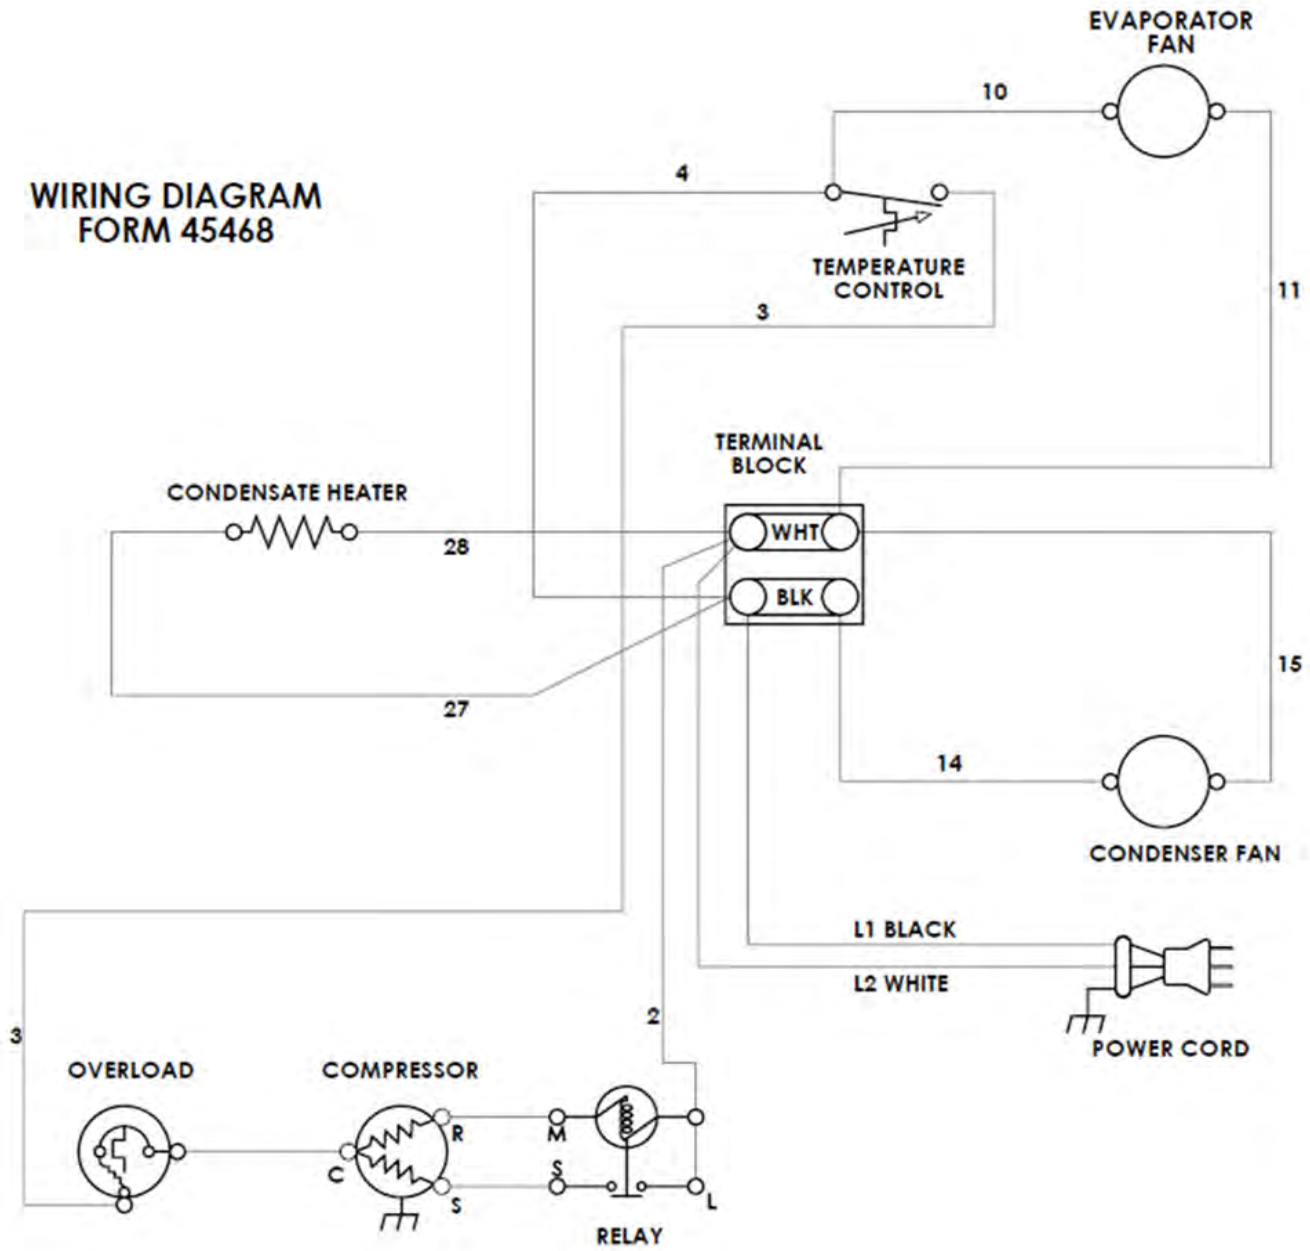 EVAPORATOR
FAN
10
4
WIRING DIAGRAM
FORM 45468
TEMPERATURE
CONTROL
11
3
TERMINAL
BLOCK
CONDENSATE HEATER
WHT
28
BLK
15
27
14
CONDENSER FAN
L1 BLACK
L2 WHITE
2
3
POWER CORD
OVERLOAD
COMPRESSOR
R
M
C
S
S
L
RELAY